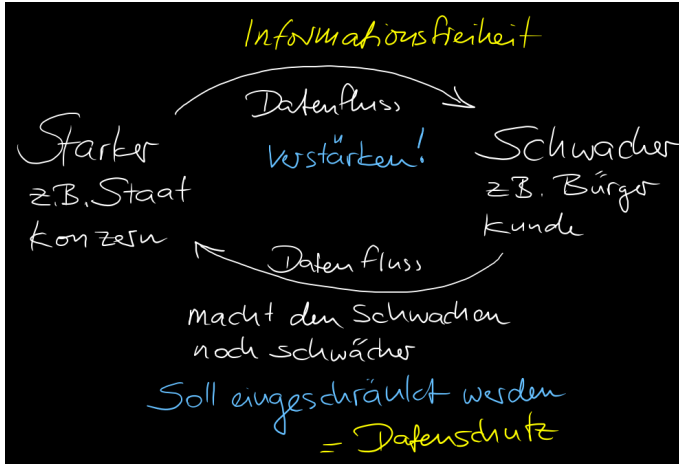 Informationsfreiheit
Datenfluss
verstärken!
Starker
z.B. Staat
Konzern
Schwacher
z.B. Bürger
Kunde
Datenfluss
macht den Schwachen
noch schwächer
Soll eingeschränkt werden
= Datenschutz